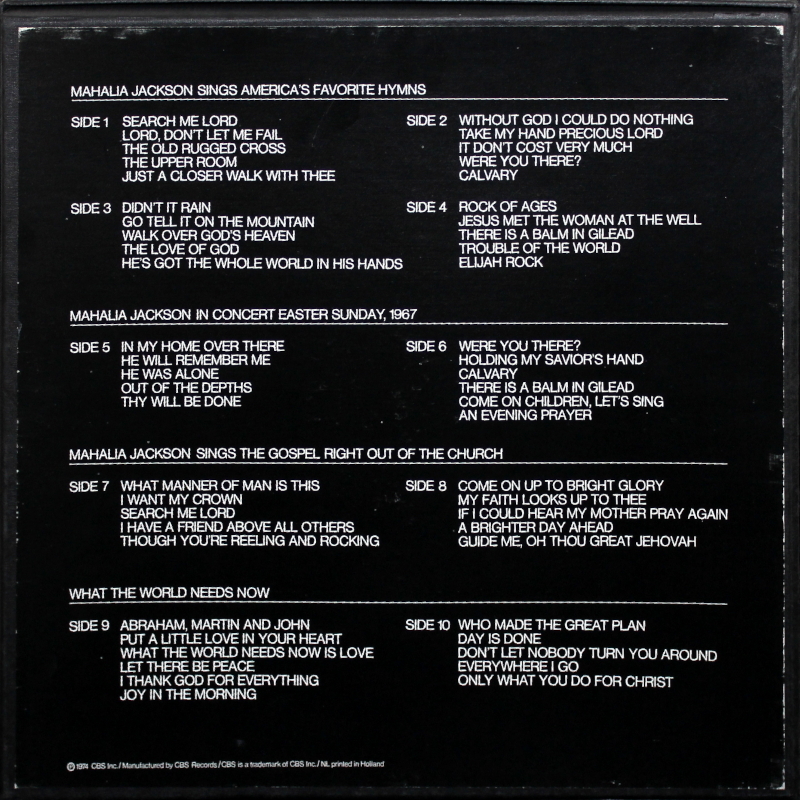 MAHALIA JACKSON SINGS AMERICA'S FAVORITE HYMNS
SIDE 1 SEARCH ME LORD
LORD, DON'T LET ME FAIL
THE OLD RUGGED CROSS
THE UPPER ROOM
JUST A CLOSER WALK WITH THEE
SIDE 2 WITHOUT GOD I COULD DO NOTHING
TAKE MY HAND PRECIOUS LORD
IT DON'T COST VERY MUCH
WERE YOU THERE?
CALVARY
SIDE 3 DIDN'T IT RAIN
GO TELL IT ON THE MOUNTAIN
WALK OVER GOD'S HEAVEN
THE LOVE OF GOD
HE'S GOT THE WHOLE WORLD IN HIS HANDS
SIDE 4 ROCK OF AGES
JESUS MET THE WOMAN AT THE WELL
THERE IS A BALM IN GILEAD
TROUBLE OF THE WORLD
ELIJAH ROCK
MAHALIA JACKSON IN CONCERT EASTER SUNDAY, 1967
SIDE 5 IN MY HOME OVER THERE
HE WILL REMEMBER ME
HE WAS ALONE
OUT OF THE DEPTHS
THY WILL BE DONE
SIDE 6 WERE YOU THERE?
HOLDING MY SAVIOR'S HAND
CALVARY
THERE IS A BALM IN GILEAD
COME ON CHILDREN, LET'S SING
AN EVENING PRAYER
MAHALIA JACKSON SINGS THE GOSPEL RIGHT OUT OF THE CHURCH
SIDE 7 WHAT MANNER OF MAN IS THIS
I WANT MY CROWN
SEARCH ME LORD
I HAVE A FRIEND ABOVE ALL OTHERS
THOUGH YOU'RE REELING AND ROCKING
SIDE 8 COME ON UP TO BRIGHT GLORY
MY FAITH LOOKS UP TO THEE
IF I COULD HEAR MY MOTHER PRAY AGAIN
A BRIGHTER DAY AHEAD
GUIDE ME, OH THOU GREAT JEHOVAH
WHAT THE WORLD NEEDS NOW
SIDE 9 ABRAHAM, MARTIN AND JOHN
PUT A LITTLE LOVE IN YOUR HEART
WHAT THE WORLD NEEDS NOW IS LOVE
LET THERE BE PEACE
I THANK GOD FOR EVERYTHING
JOY IN THE MORNING
SIDE 10 WHO MADE THE GREAT PLAN
DAY IS DONE
DON'T LET NOBODY TURN YOU AROUND
EVERYWHERE I GO
ONLY WHAT YOU DO FOR CHRIST
℗ 1974 CBS Inc./Manufactured by CBS Records/CBS is a trademark of CBS Inc./NL printed in Holland